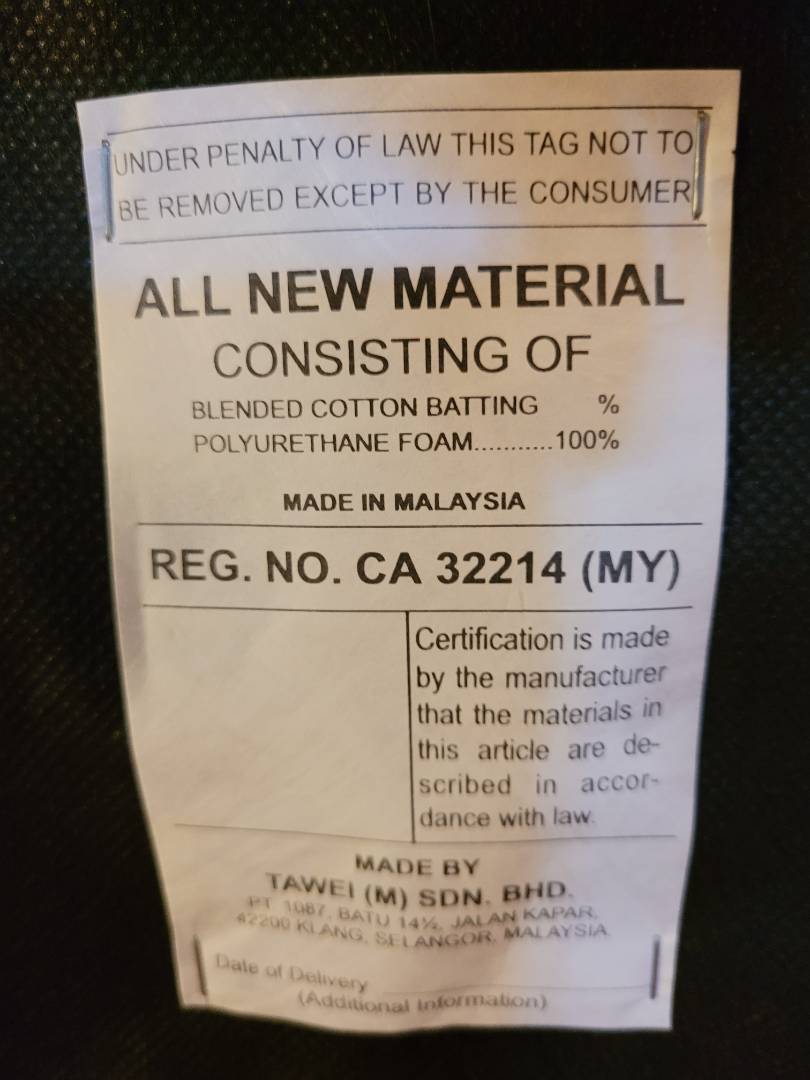 UNDER PENALTY OF LAW THIS TAG NOT TO
BE REMOVED EXCEPT BY THE CONSUMER
ALL NEW MATERIAL
CONSISTING OF
BLENDED COTTON BATTING %
POLYURETHANE FOAM...........100%
MADE IN MALAYSIA
REG. NO. CA 32214 (MY)
Certification is made
by the manufacturer
that the materials in
this article are de-
scribed in accor-
dance with law.
MADE BY
TAWEI (M) SDN. BHD.
PT 1087, BATU 14½, JALAN KAPAR,
42200 KLANG, SELANGOR, MALAYSIA
Date of Delivery
(Additional Information)